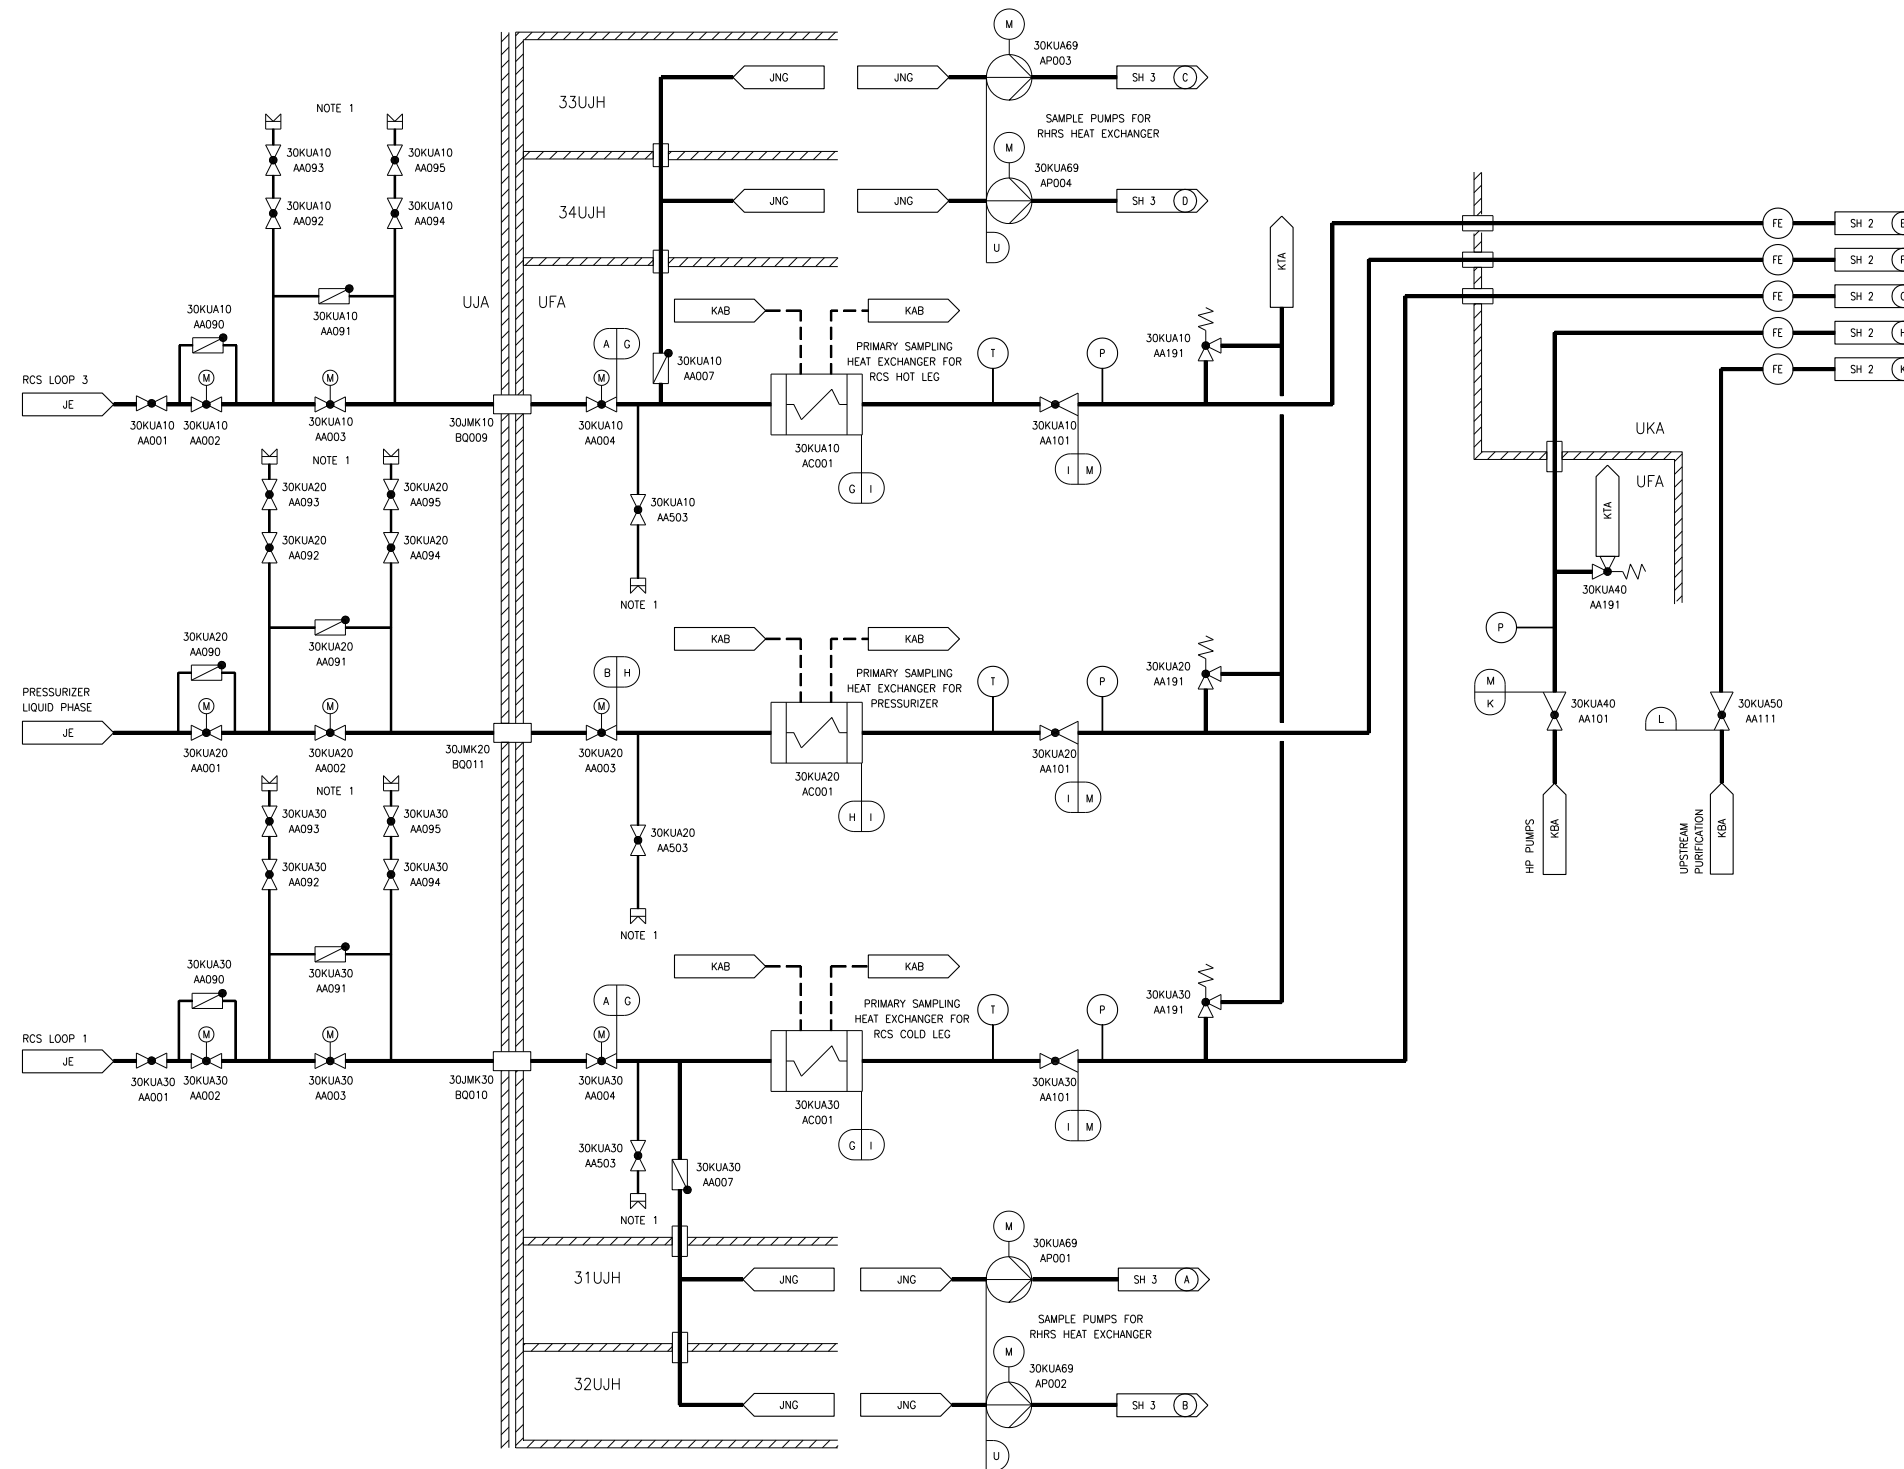 M
30KUA69
AP003
JNG
JNG
SH 3
C
33UJH
SAMPLE PUMPS FOR
RHRS HEAT EXCHANGER
NOTE 1
30KUA10
AA093
30KUA10
AA095
M
30KUA69
AP004
JNG
JNG
SH 3
D
30KUA10
AA092
30KUA10
AA094
34UJH
U
KTA
FE
SH 2
FE
SH 2
FE
SH 2
FE
SH 2
FE
SH 2
UJA
UFA
KAB
KAB
30KUA10
AA090
30KUA10
AA091
A
G
30KUA10
AA007
PRIMARY SAMPLING
HEAT EXCHANGER FOR
RCS HOT LEG
T
P
30KUA10
AA191
RCS LOOP 3
JE
M
M
M
30KUA10
AA001
30KUA10
AA002
30KUA10
AA003
30JMK10
BQ009
30KUA10
AA004
30KUA10
AC001
30KUA10
AA101
G
I
I
M
UKA
UFA
KTA
NOTE 1
30KUA20
AA093
30KUA20
AA095
30KUA10
AA503
30KUA20
AA092
30KUA20
AA094
NOTE 1
30KUA40
AA191
P
KAB
KAB
30KUA20
AA090
30KUA20
AA091
B
H
PRIMARY SAMPLING
HEAT EXCHANGER FOR
PRESSURIZER
T
P
30KUA20
AA191
PRESSURIZER
LIQUID PHASE
JE
M
M
M
30KUA20
AA001
30KUA20
AA002
30JMK20
BQ011
30KUA20
AA003
30KUA20
AC001
30KUA20
AA101
H
I
I
M
M
K
30KUA40
AA101
L
30KUA50
AA111
HP PUMPS
KBA
UPSTREAM
PURIFICATION
KBA
NOTE 1
30KUA30
AA093
30KUA30
AA095
30KUA20
AA503
30KUA30
AA092
30KUA30
AA094
NOTE 1
KAB
KAB
30KUA30
AA090
30KUA30
AA091
A
G
PRIMARY SAMPLING
HEAT EXCHANGER FOR
RCS COLD LEG
T
P
30KUA30
AA191
RCS LOOP 1
JE
M
M
M
30KUA30
AA001
30KUA30
AA002
30KUA30
AA003
30JMK30
BQ010
30KUA30
AA004
30KUA30
AC001
30KUA30
AA101
G
I
I
M
30KUA30
AA503
30KUA30
AA007
NOTE 1
M
30KUA69
AP001
31UJH
JNG
JNG
SH 3
A
SAMPLE PUMPS FOR
RHRS HEAT EXCHANGER
M
30KUA69
AP002
32UJH
JNG
JNG
SH 3
B
U